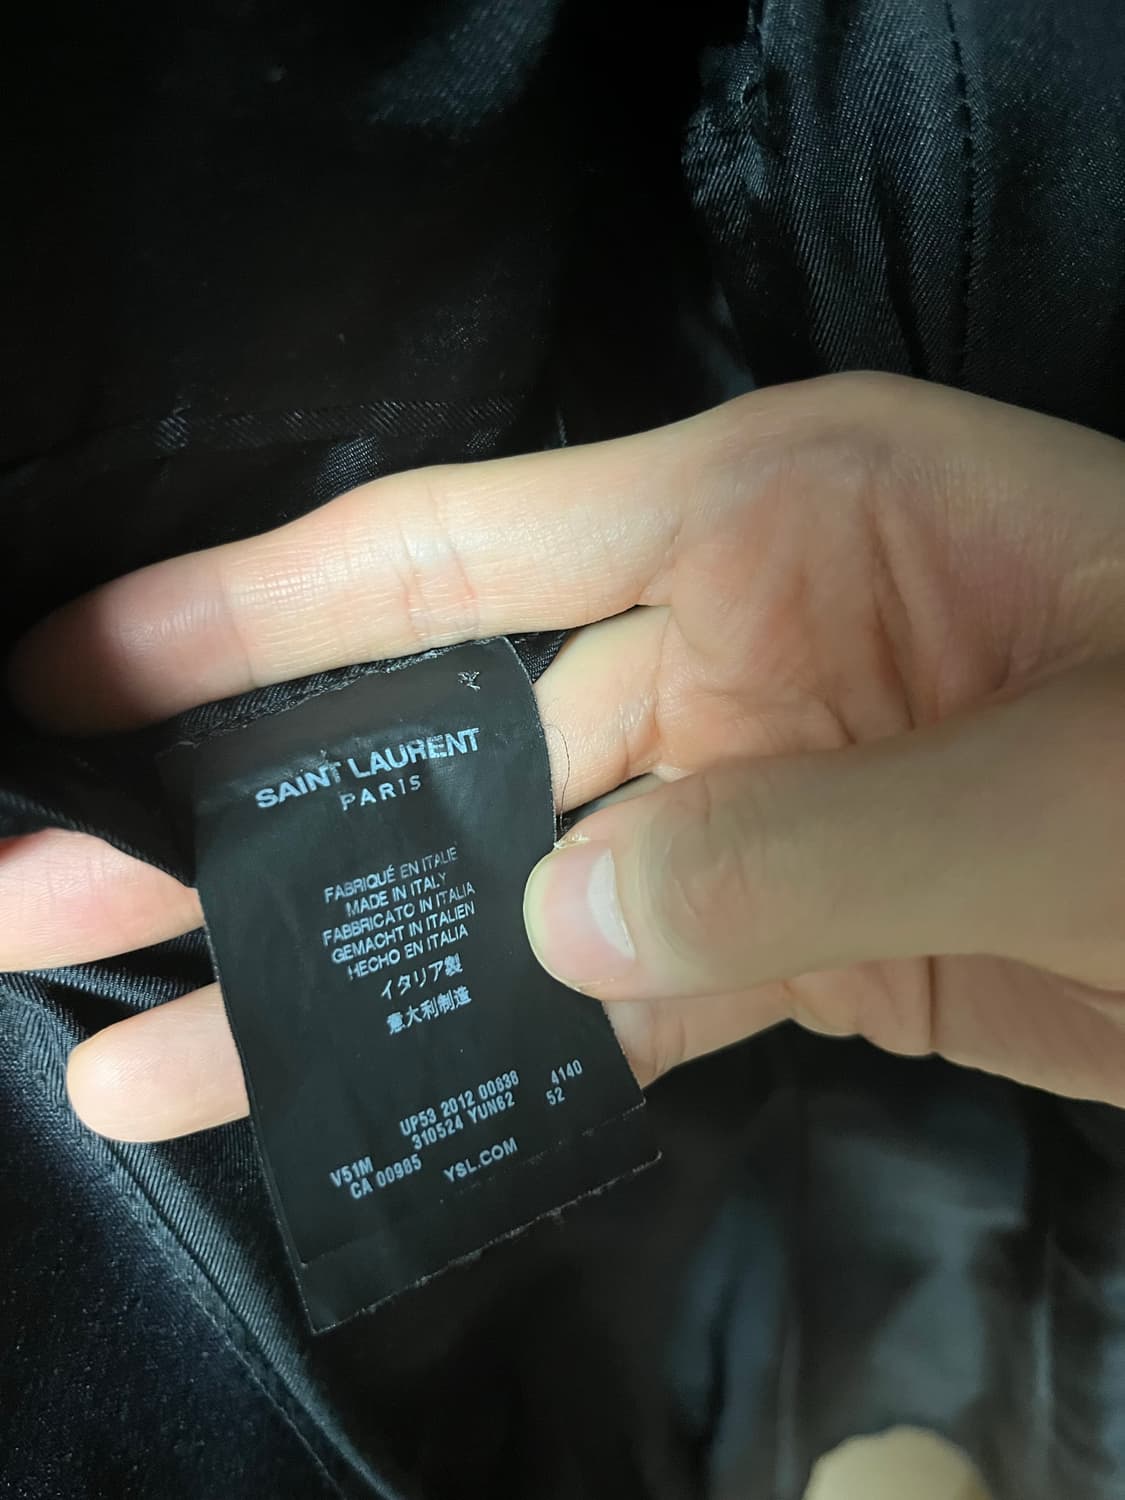 SAINT LAURENT
PARIS
FABRIQUÉ EN ITALIE
MADE IN ITALY
FABBRICATO IN ITALIA
GEMACHT IN ITALIEN
HECHO EN ITALIA
イタリア製
意大利制造
UP53 2012 00838 4140
V51M 310524 YUN62 52
CA 00985
YSL.COM